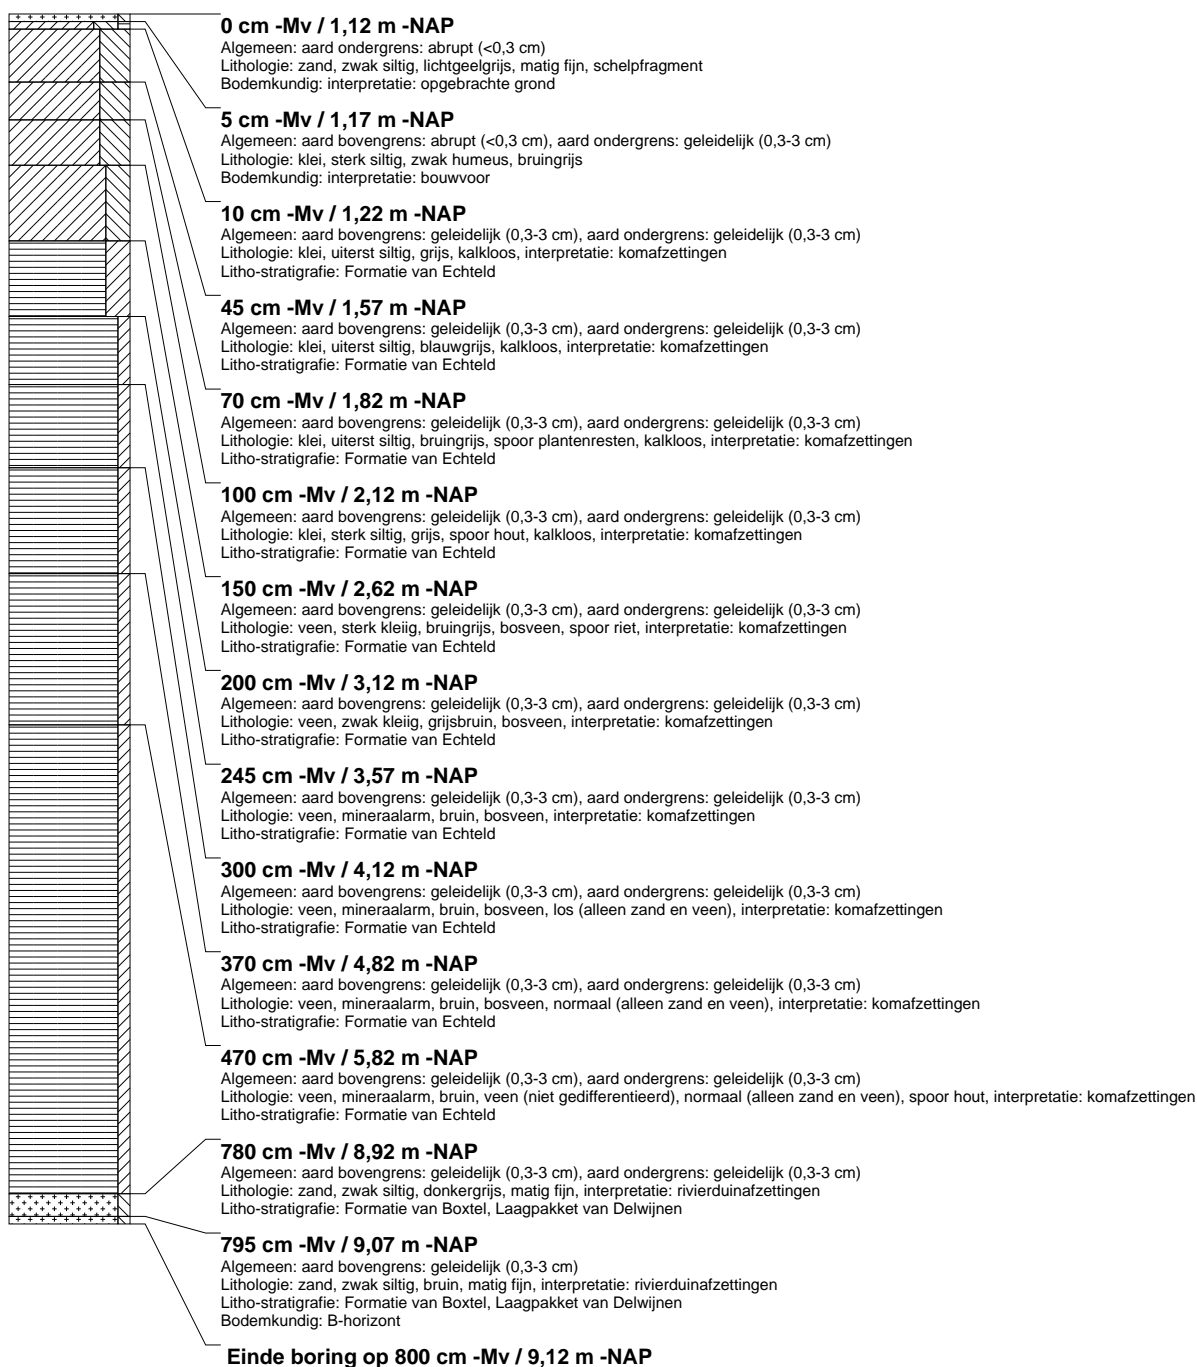 0 cm -Mv / 1,12 m -NAP
Algemeen: aard ondergrens: abrupt (<0,3 cm)
Lithologie: zand, zwak siltig, lichtgeelgrijs, matig fijn, schelpfragment
Bodemkundig: interpretatie: opgebrachte grond
5 cm -Mv / 1,17 m -NAP
Algemeen: aard bovengrens: abrupt (<0,3 cm), aard ondergrens: geleidelijk (0,3-3 cm)
Lithologie: klei, sterk siltig, zwak humeus, bruingrijs
Bodemkundig: interpretatie: bouwvoor
10 cm -Mv / 1,22 m -NAP
Algemeen: aard bovengrens: geleidelijk (0,3-3 cm), aard ondergrens: geleidelijk (0,3-3 cm)
Lithologie: klei, uiterst siltig, grijs, kalkloos, interpretatie: komafzettingen
Litho-stratigrafie: Formatie van Echteld
45 cm -Mv / 1,57 m -NAP
Algemeen: aard bovengrens: geleidelijk (0,3-3 cm), aard ondergrens: geleidelijk (0,3-3 cm)
Lithologie: klei, uiterst siltig, blauwgrijs, kalkloos, interpretatie: komafzettingen
Litho-stratigrafie: Formatie van Echteld
70 cm -Mv / 1,82 m -NAP
Algemeen: aard bovengrens: geleidelijk (0,3-3 cm), aard ondergrens: geleidelijk (0,3-3 cm)
Lithologie: klei, uiterst siltig, bruingrijs, spoor plantenresten, kalkloos, interpretatie: komafzettingen
Litho-stratigrafie: Formatie van Echteld
100 cm -Mv / 2,12 m -NAP
Algemeen: aard bovengrens: geleidelijk (0,3-3 cm), aard ondergrens: geleidelijk (0,3-3 cm)
Lithologie: klei, sterk siltig, grijs, spoor hout, kalkloos, interpretatie: komafzettingen
Litho-stratigrafie: Formatie van Echteld
150 cm -Mv / 2,62 m -NAP
Algemeen: aard bovengrens: geleidelijk (0,3-3 cm), aard ondergrens: geleidelijk (0,3-3 cm)
Lithologie: veen, sterk kleiig, bruingrijs, bosveen, spoor riet, interpretatie: komafzettingen
Litho-stratigrafie: Formatie van Echteld
200 cm -Mv / 3,12 m -NAP
Algemeen: aard bovengrens: geleidelijk (0,3-3 cm), aard ondergrens: geleidelijk (0,3-3 cm)
Lithologie: veen, zwak kleiig, grijsbruin, bosveen, interpretatie: komafzettingen
Litho-stratigrafie: Formatie van Echteld
245 cm -Mv / 3,57 m -NAP
Algemeen: aard bovengrens: geleidelijk (0,3-3 cm), aard ondergrens: geleidelijk (0,3-3 cm)
Lithologie: veen, mineraalarm, bruin, bosveen, interpretatie: komafzettingen
Litho-stratigrafie: Formatie van Echteld
300 cm -Mv / 4,12 m -NAP
Algemeen: aard bovengrens: geleidelijk (0,3-3 cm), aard ondergrens: geleidelijk (0,3-3 cm)
Lithologie: veen, mineraalarm, bruin, bosveen, los (alleen zand en veen), interpretatie: komafzettingen
Litho-stratigrafie: Formatie van Echteld
370 cm -Mv / 4,82 m -NAP
Algemeen: aard bovengrens: geleidelijk (0,3-3 cm), aard ondergrens: geleidelijk (0,3-3 cm)
Lithologie: veen, mineraalarm, bruin, bosveen, normaal (alleen zand en veen), interpretatie: komafzettingen
Litho-stratigrafie: Formatie van Echteld
470 cm -Mv / 5,82 m -NAP
Algemeen: aard bovengrens: geleidelijk (0,3-3 cm), aard ondergrens: geleidelijk (0,3-3 cm)
Lithologie: veen, mineraalarm, bruin, veen (niet gedifferentieerd), normaal (alleen zand en veen), spoor hout, interpretatie: komafzettingen
Litho-stratigrafie: Formatie van Echteld
780 cm -Mv / 8,92 m -NAP
Algemeen: aard bovengrens: geleidelijk (0,3-3 cm), aard ondergrens: geleidelijk (0,3-3 cm)
Lithologie: zand, zwak siltig, donkergrijs, matig fijn, interpretatie: rivierduinafzettingen
Litho-stratigrafie: Formatie van Boxtel, Laagpakket van Delwijnen
795 cm -Mv / 9,07 m -NAP
Algemeen: aard bovengrens: geleidelijk (0,3-3 cm)
Lithologie: zand, zwak siltig, bruin, matig fijn, interpretatie: rivierduinafzettingen
Litho-stratigrafie: Formatie van Boxtel, Laagpakket van Delwijnen
Bodemkundig: B-horizont
Einde boring op 800 cm -Mv / 9,12 m -NAP